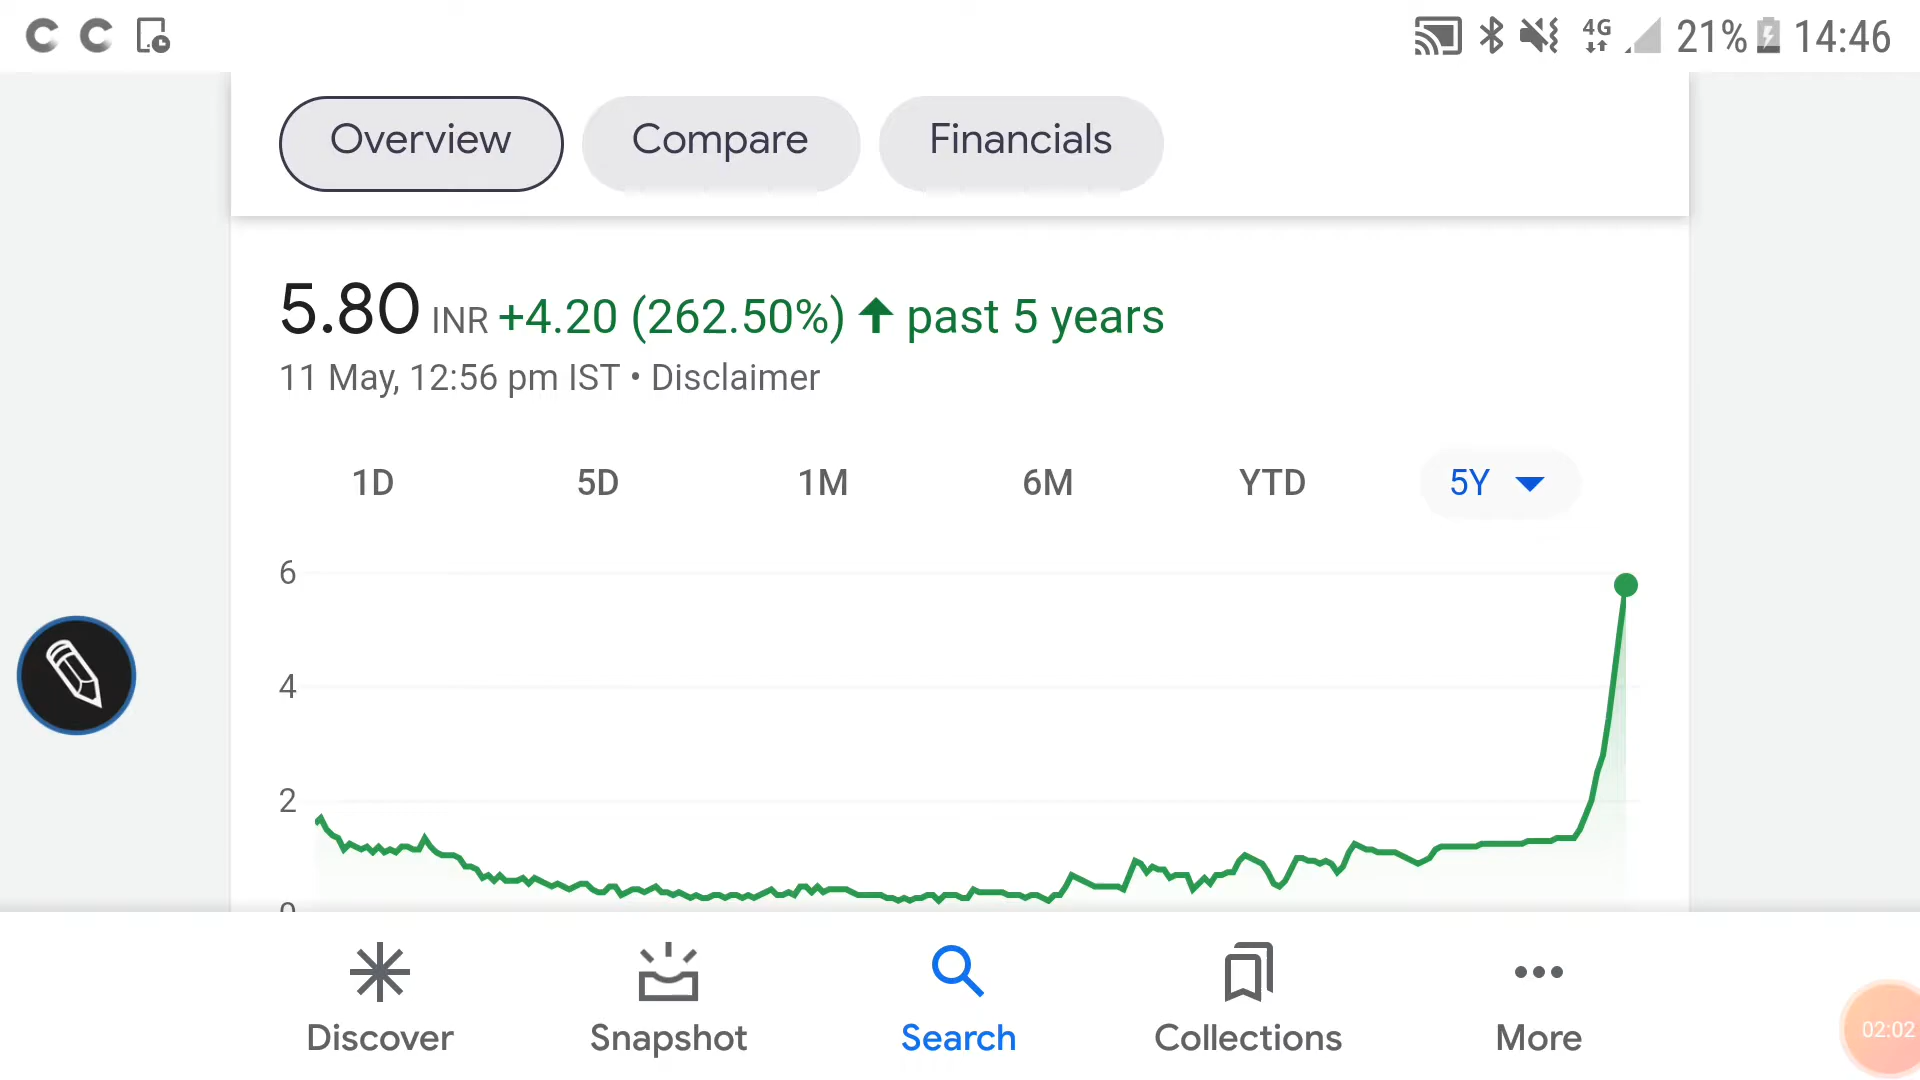 4G 21% 14:46
Overview Compare Financials
5.80 INR +4.20 (262.50%) ↑ past 5 years
11 May, 12:56 pm IST • Disclaimer
1D 5D 1M 6M YTD 5Y
6
4
2
0
Discover Snapshot Search Collections More
02:02